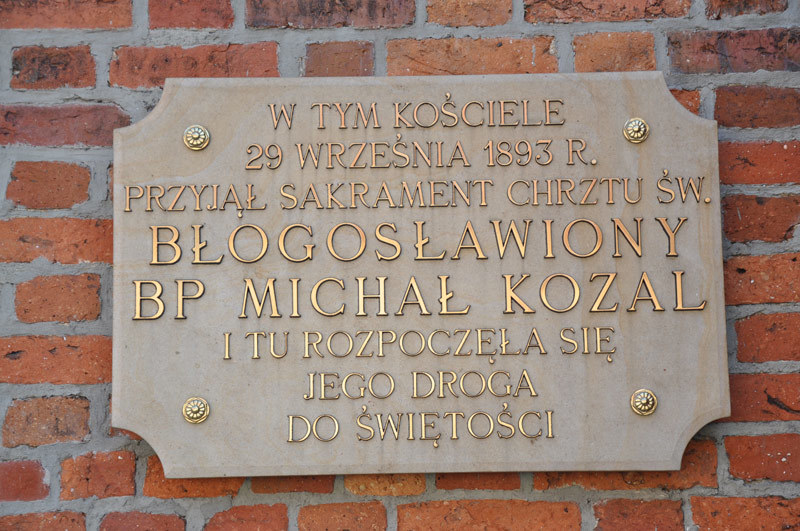 W TYM KOŚCIELE
29 WRZEŚNIA 1893 R.
PRZYJĄŁ SAKRAMENT CHRZTU ŚW.
BŁOGOSŁAWIONY
BP MICHAŁ KOZAL
I TU ROZPOCZĘŁA SIĘ
JEGO DROGA
DO ŚWIĘTOŚCI